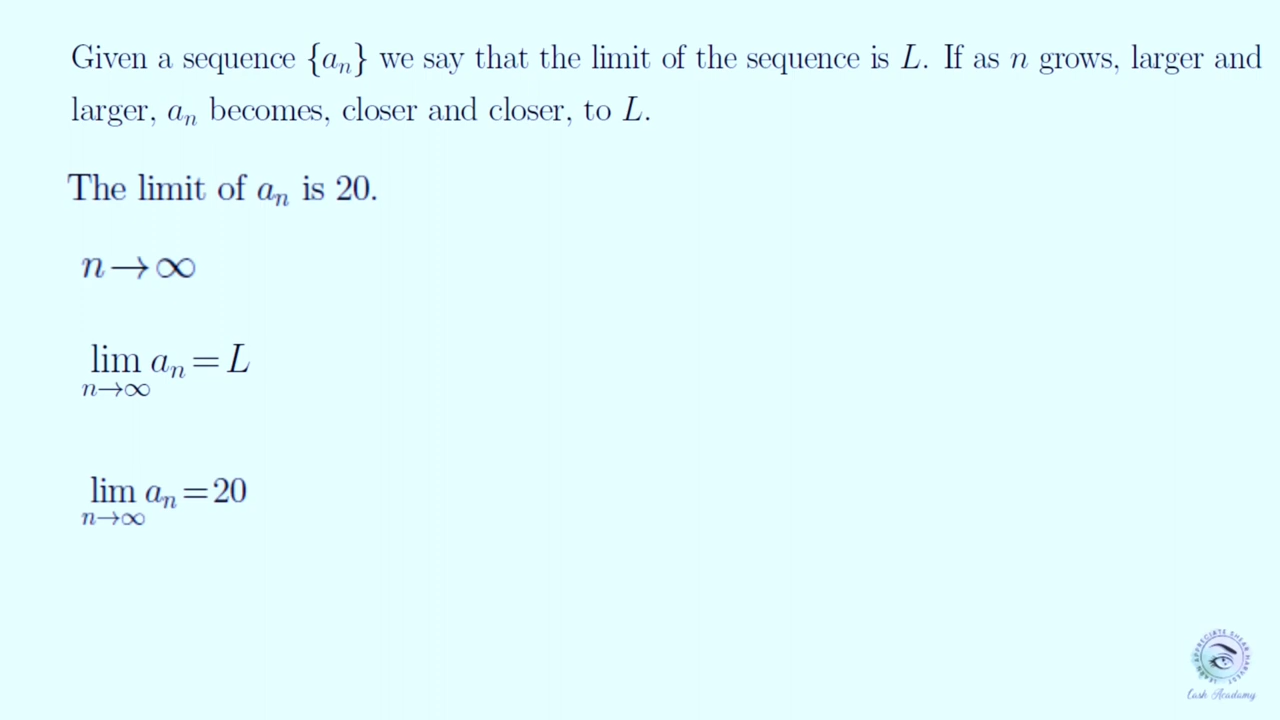 Given a sequence {aₙ} we say that the limit of the sequence is L. If as n grows, larger and
larger, aₙ becomes, closer and closer, to L.
The limit of aₙ is 20.
n→∞
lim aₙ = L
n→∞
lim aₙ = 20
n→∞
Cash Academy